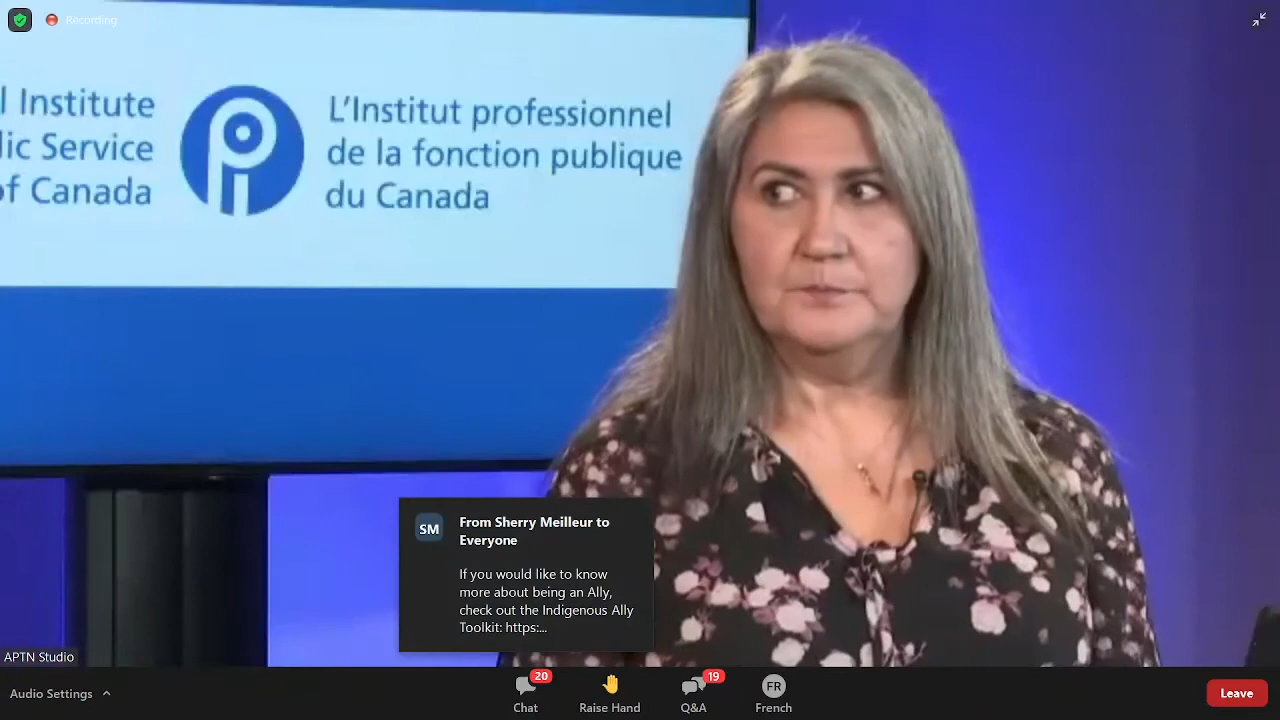 Recording
l Institute
lic Service
of Canada
L'Institut professionnel
de la fonction publique
du Canada
SM
From Sherry Meilleur to
Everyone
If you would like to know
more about being an Ally,
check out the Indigenous Ally
Toolkit: https:...
APTN Studio
Audio Settings
20
Chat
Raise Hand
19
Q&A
FR
French
Leave